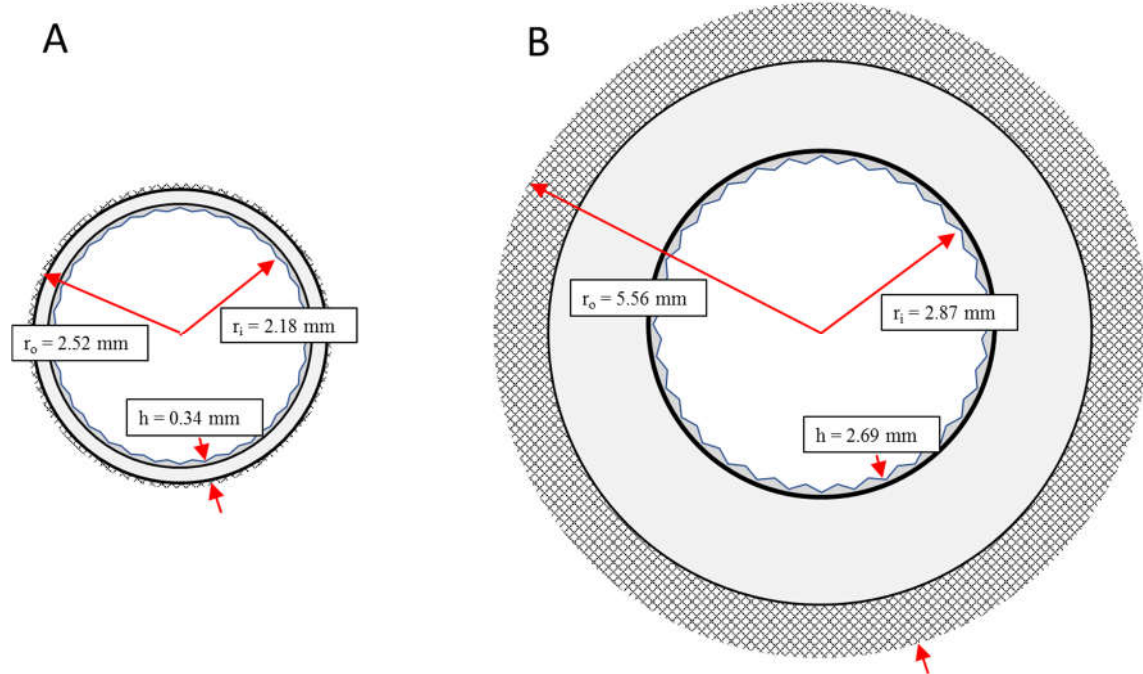 A
B
rₒ = 2.52 mm
rᵢ = 2.18 mm
h = 0.34 mm
rₒ = 5.56 mm
rᵢ = 2.87 mm
h = 2.69 mm